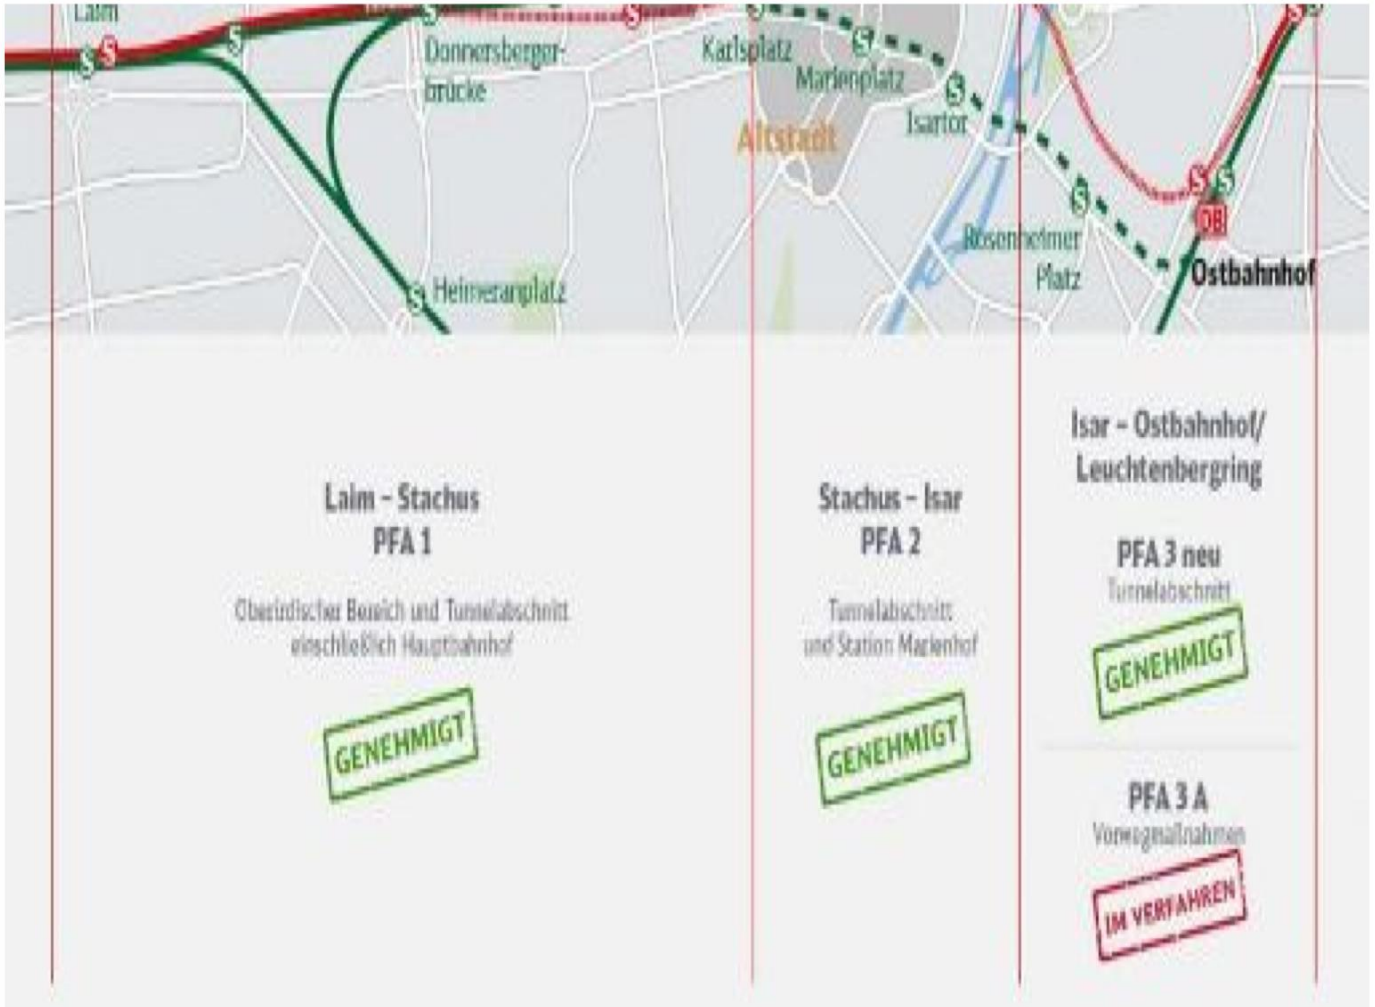 Laim
Donnersberger-
brücke
Karlsplatz
Marienplatz
Isartor
Altstadt
Rosenheimer
Platz
Ostbahnhof
Heimeranplatz
S
S
S
S
S
S
S
S
S
S
S
S
DB
Laim – Stachus
PFA 1
Oberirdischer Bereich und Tunnelabschnitt
einschließlich Hauptbahnhof
GENEHMIGT
Stachus – Isar
PFA 2
Tunnelabschnitt
und Station Marienhof
GENEHMIGT
Isar – Ostbahnhof/
Leuchtenbergring
PFA 3 neu
Tunnelabschnitt
GENEHMIGT
PFA 3 A
Vorwegmaßnahmen
IM VERFAHREN